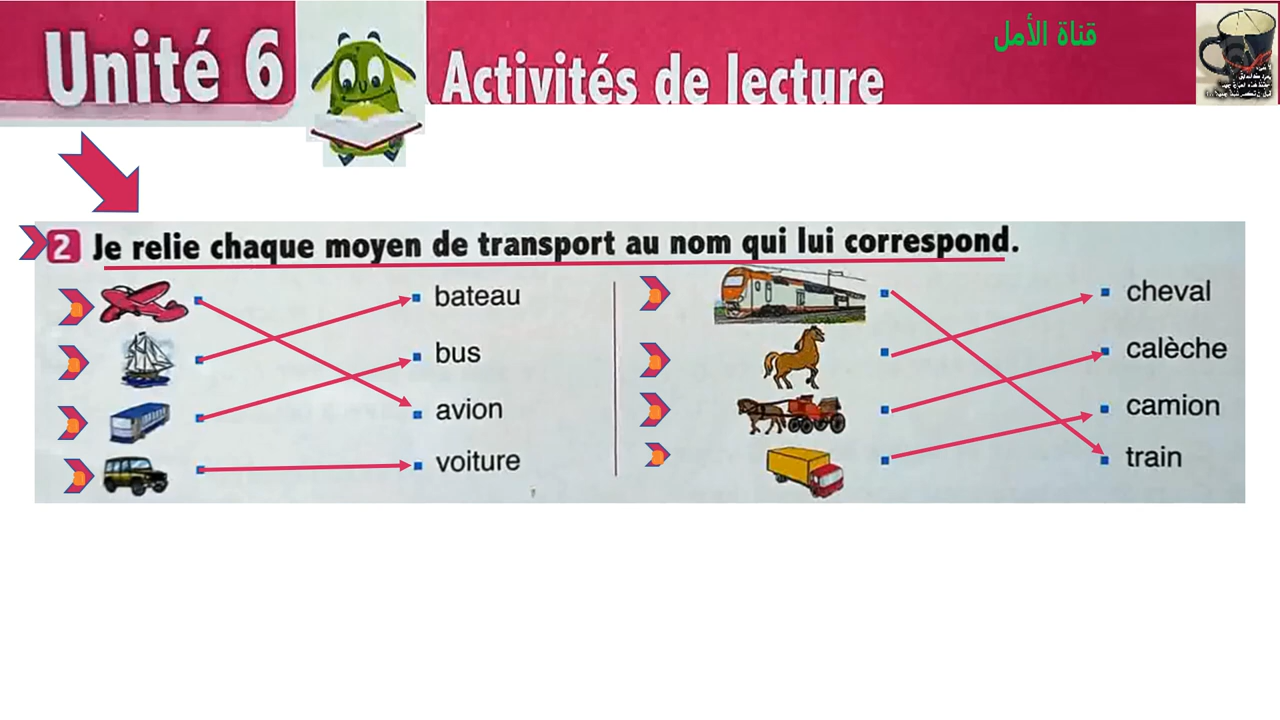 Unité 6
Activités de lecture
قناة الأمل
2 Je relie chaque moyen de transport au nom qui lui correspond.
bateau
bus
avion
voiture
cheval
calèche
camion
train